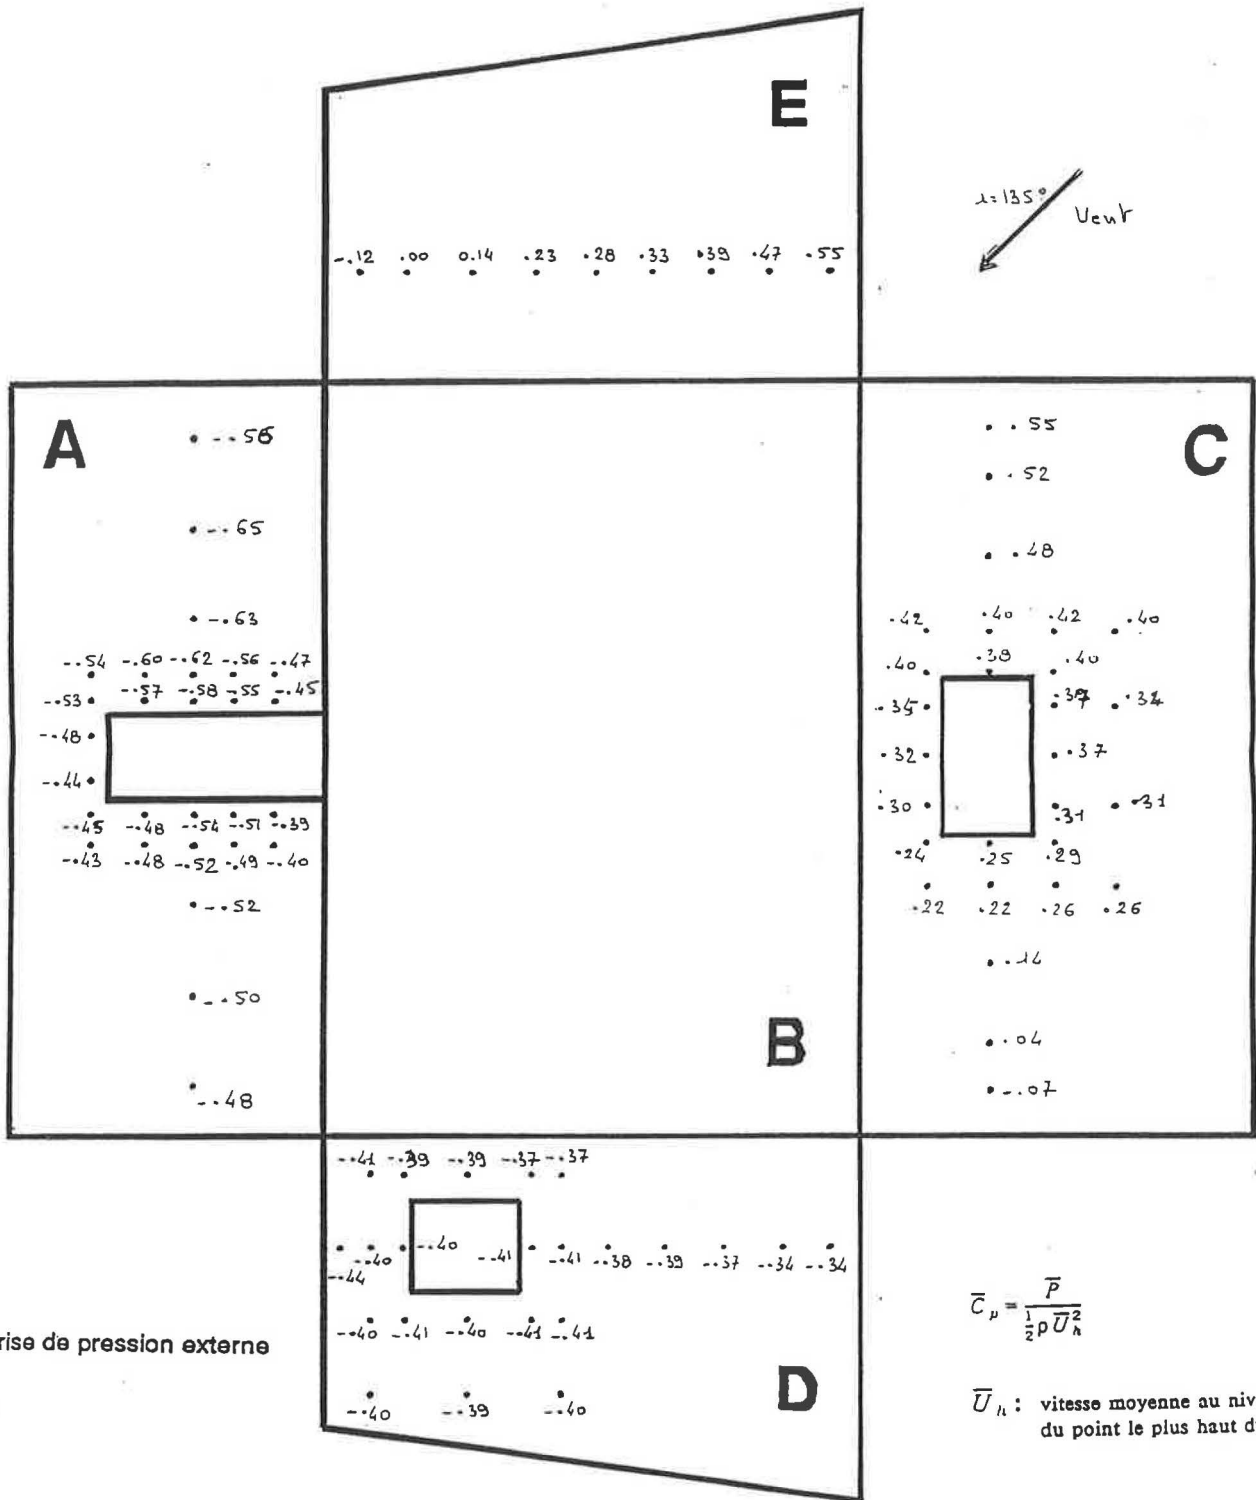 E
λ=135°
Vent
-.12 .00 0.14 .23 .28 .33 .39 .47 .55
A
C
-.65
-.63
-.54 -.60 -.62 -.56 -.47
-.57 -.58 -.55 -.45
-.53
-.48
-.44
-.45 -.48 -.54 -.51 -.39
-.43 -.48 -.52 -.49 -.40
-.52
-.50
-.48
.55
.52
.48
.42 .40 .42 .40
.40 .38 .40
.35
.32 .37
.30 .31 .31
.24 .25 .29
.22 .22 .26 .26
.14
.04
-.07
B
-.41 -.39 -.39 -.37 -.37
-.44 -.40 -.40 -.41 -.41 -.38 -.39 -.37 -.34 -.34
-.40 -.41 -.40 -.41 -.41
-.40 -.39 -.40
D
rise de pression externe
C̄p = P̄ / ½ρŪh²
Ūh : vitesse moyenne au niv
du point le plus haut d